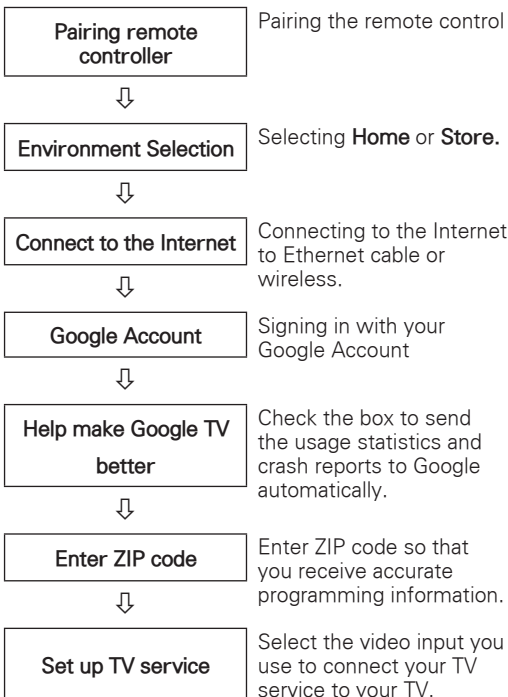 Pairing remote
controller
Pairing the remote control
Environment Selection
Selecting Home or Store.
Connect to the Internet
Connecting to the Internet
to Ethernet cable or
wireless.
Google Account
Signing in with your
Google Account
Help make Google TV
better
Check the box to send
the usage statistics and
crash reports to Google
automatically.
Enter ZIP code
Enter ZIP code so that
you receive accurate
programming information.
Set up TV service
Select the video input you
use to connect your TV
service to your TV.